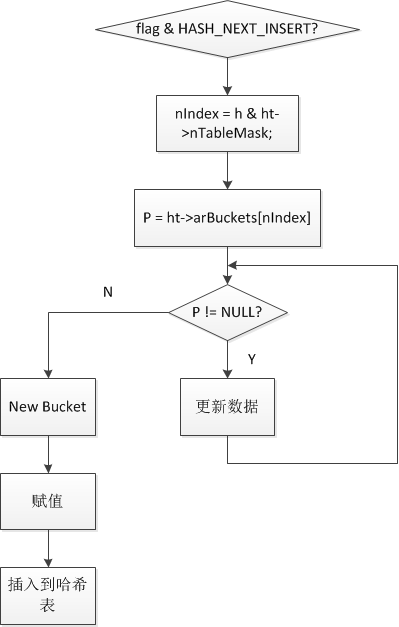 flag & HASH_NEXT_INSERT?
nIndex = h & ht-
>nTableMask;
P = ht->arBuckets[nIndex]
N
P != NULL?
Y
New Bucket
更新数据
赋值
插入到哈希
表